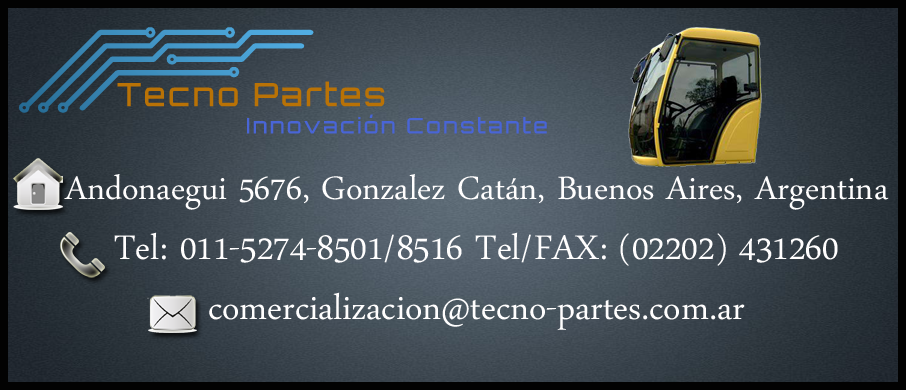 Tecno Partes
Innovación Constante
Andonaegui 5676, Gonzalez Catán, Buenos Aires, Argentina
Tel: 011-5274-8501/8516 Tel/FAX: (02202) 431260
comercializacion@tecno-partes.com.ar